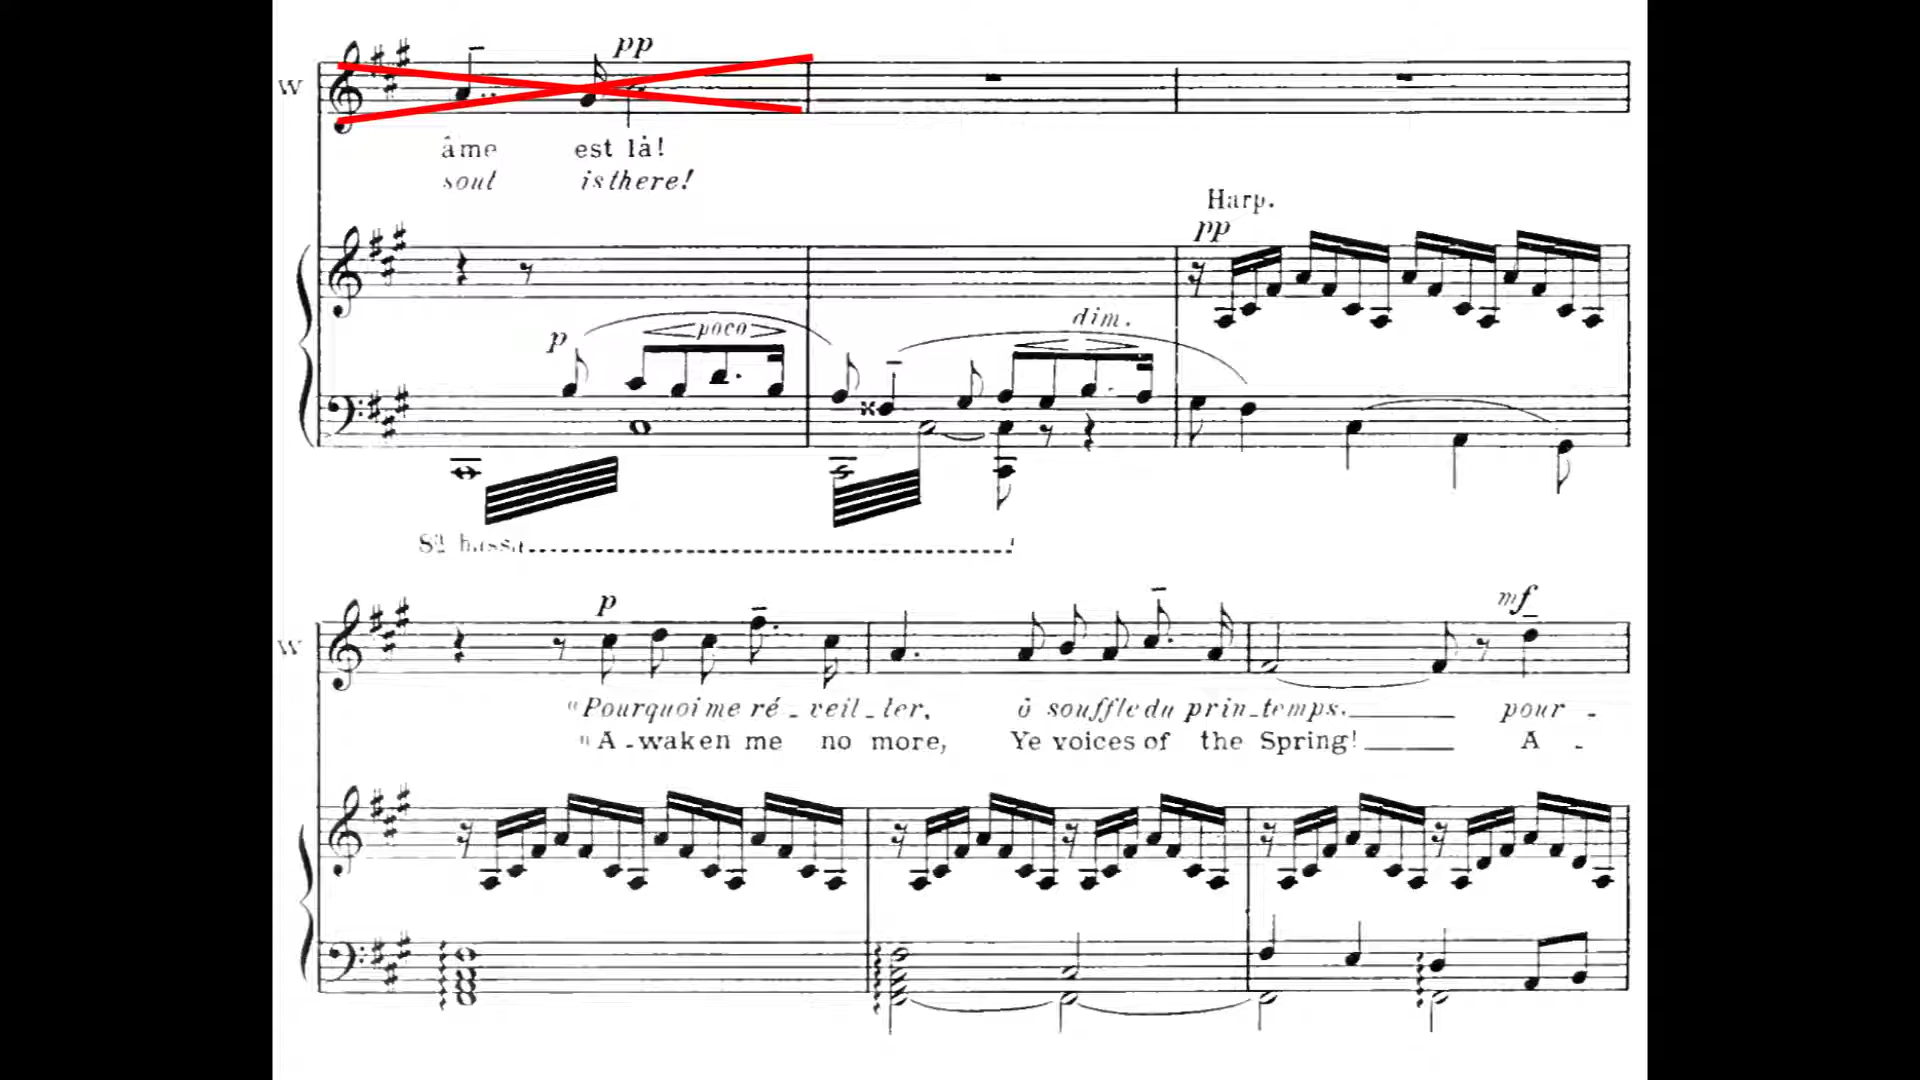 pp
W
âme est là!
soul is there!
Harp.
pp
p poco dim.
8ª bassa
p mf
W
"Pourquoi me ré - veil - ler, ô souffle du prin - temps. pour -
"A - waken me no more, Ye voices of the Spring! A -